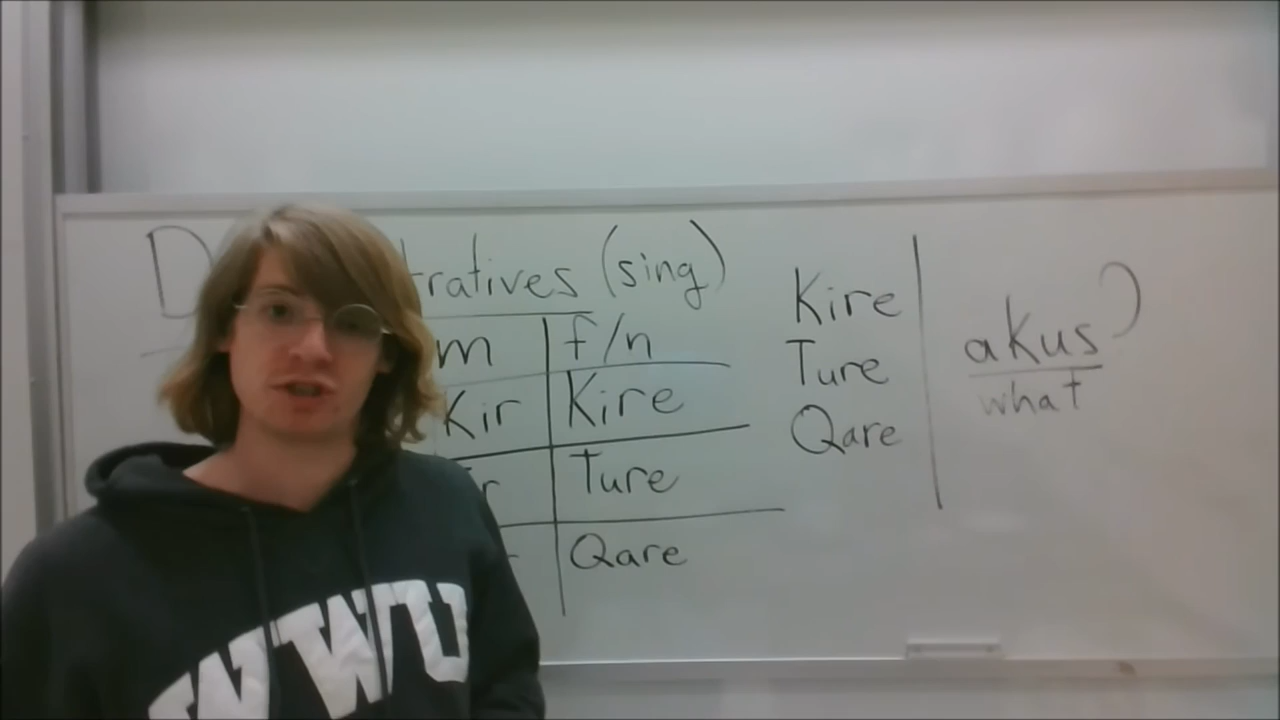 tratives (sing)
m f/n
Kir Kire
r Ture
Qare
Kire
Ture
Qare
akus
what
WWU